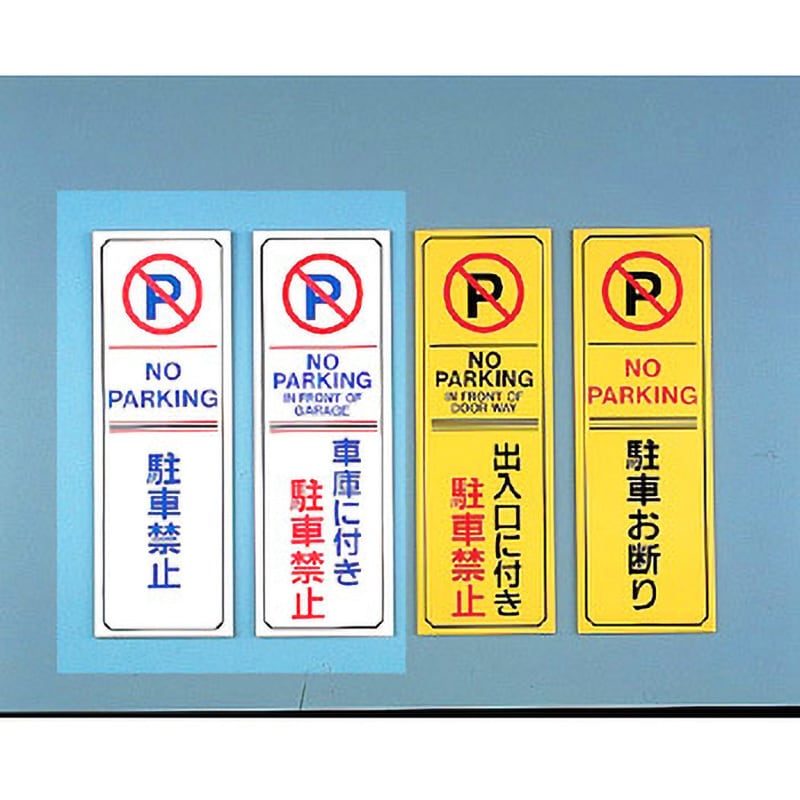 P
NO
PARKING
駐車禁止
P
NO
PARKING
IN FRONT OF
GARAGE
車庫に付き
駐車禁止
P
NO
PARKING
IN FRONT OF
DOOR WAY
出入口に付き
駐車禁止
P
NO
PARKING
駐車お断り